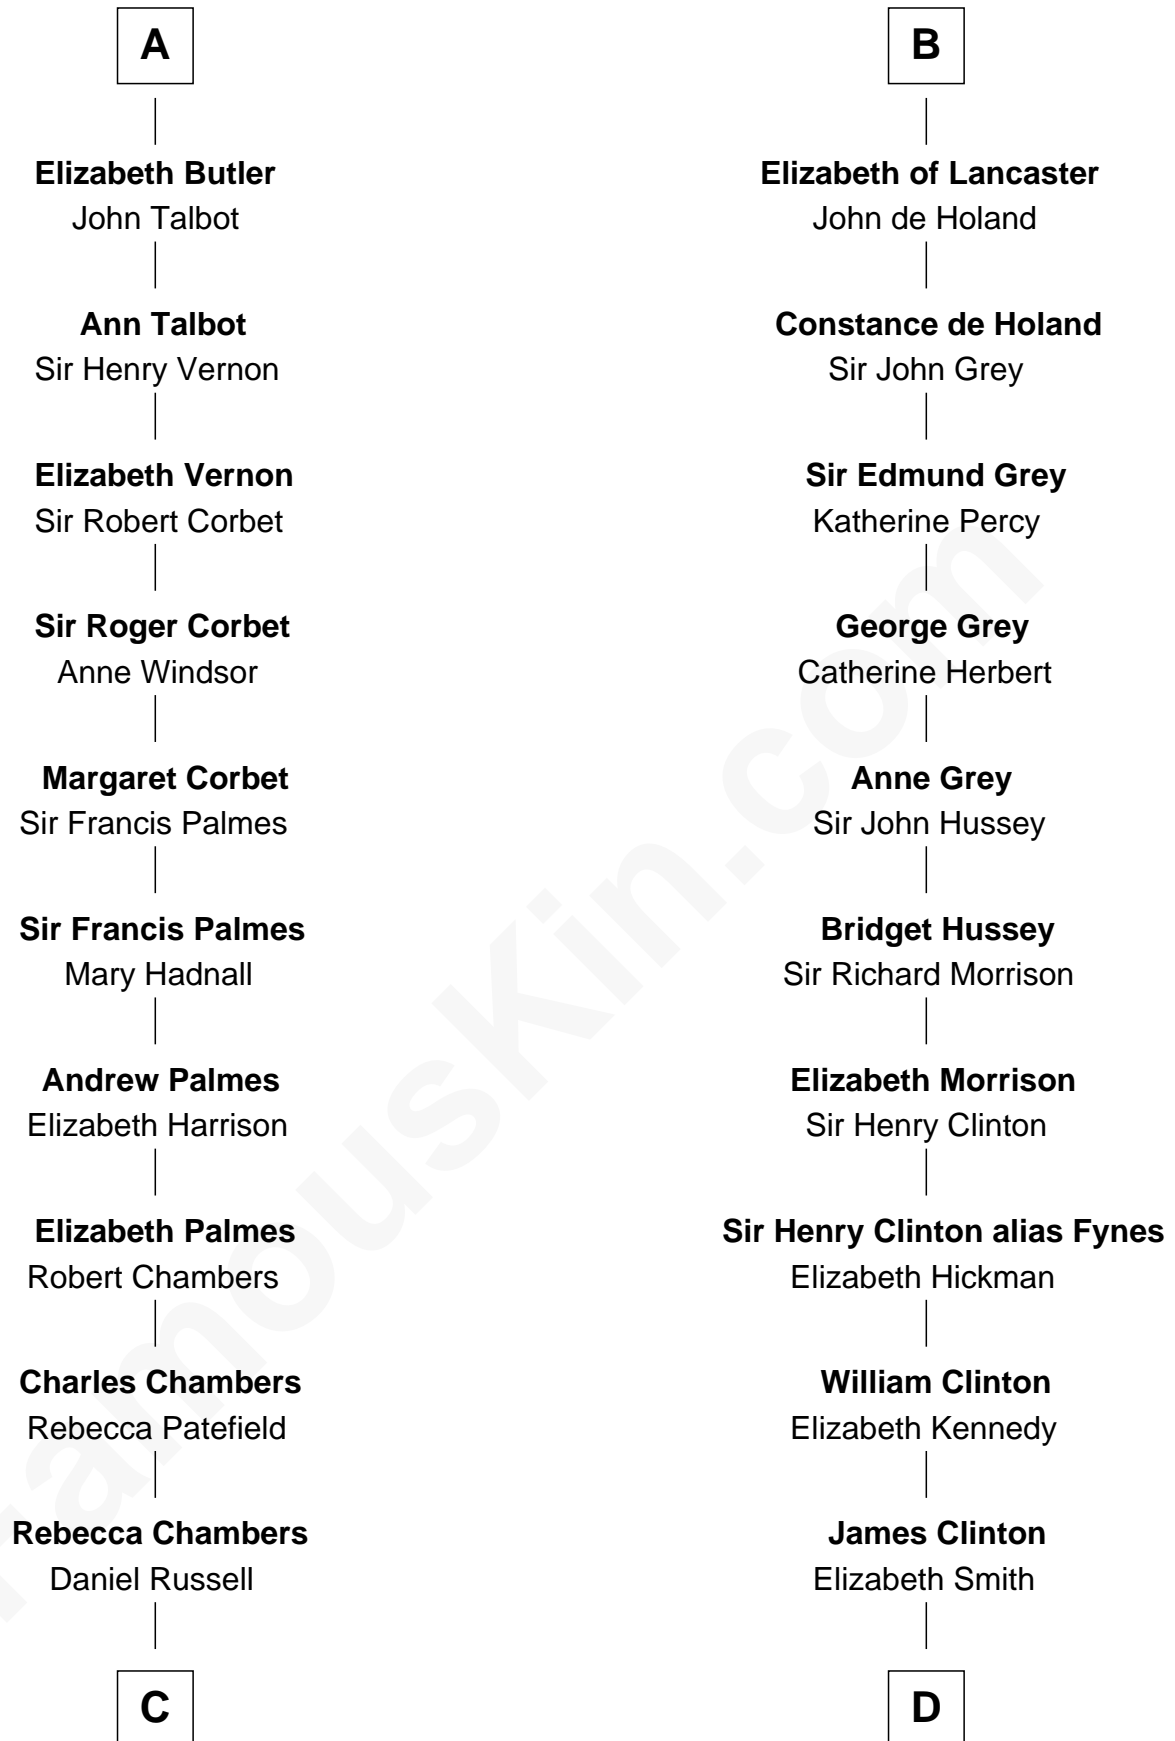 A
Elizabeth Butler
John Talbot
Ann Talbot
Sir Henry Vernon
Elizabeth Vernon
Sir Robert Corbet
Sir Roger Corbet
Anne Windsor
Margaret Corbet
Sir Francis Palmes
Sir Francis Palmes
Mary Hadnall
Andrew Palmes
Elizabeth Harrison
Elizabeth Palmes
Robert Chambers
Charles Chambers
Rebecca Patefield
Rebecca Chambers
Daniel Russell
C
B
Elizabeth of Lancaster
John de Holand
Constance de Holand
Sir John Grey
Sir Edmund Grey
Katherine Percy
George Grey
Catherine Herbert
Anne Grey
Sir John Hussey
Bridget Hussey
Sir Richard Morrison
Elizabeth Morrison
Sir Henry Clinton
Sir Henry Clinton alias Fynes
Elizabeth Hickman
William Clinton
Elizabeth Kennedy
James Clinton
Elizabeth Smith
D
FamousKin.com